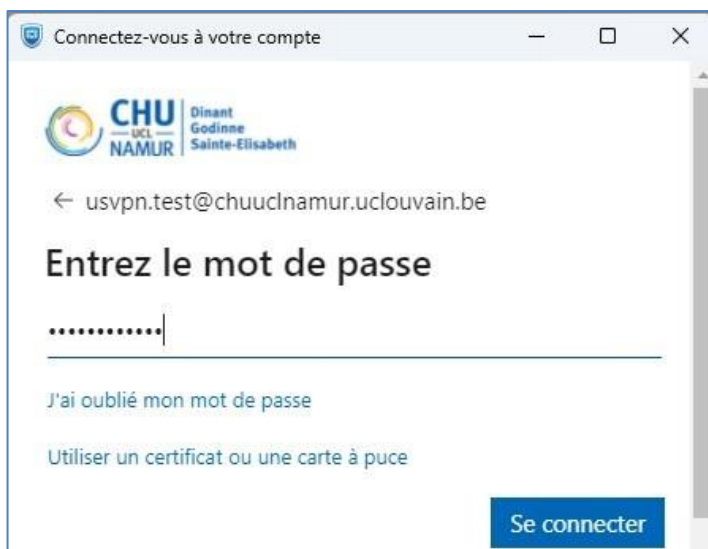 Connectez-vous à votre compte
CHU
UCL
NAMUR
Dinant
Godinne
Sainte-Elisabeth
← usvpn.test@chuuclnamur.uclouvain.be
Entrez le mot de passe
••••••••••••
J'ai oublié mon mot de passe
Utiliser un certificat ou une carte à puce
Se connecter